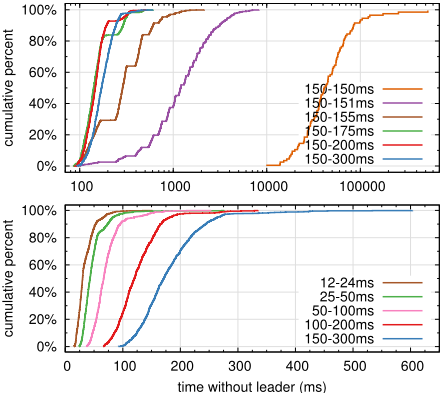 cumulative percent
100%
80%
60%
40%
20%
0%
150-150ms
150-151ms
150-155ms
150-175ms
150-200ms
150-300ms
100 1000 10000 100000
cumulative percent
100%
80%
60%
40%
20%
0%
12-24ms
25-50ms
50-100ms
100-200ms
150-300ms
0 100 200 300 400 500 600
time without leader (ms)